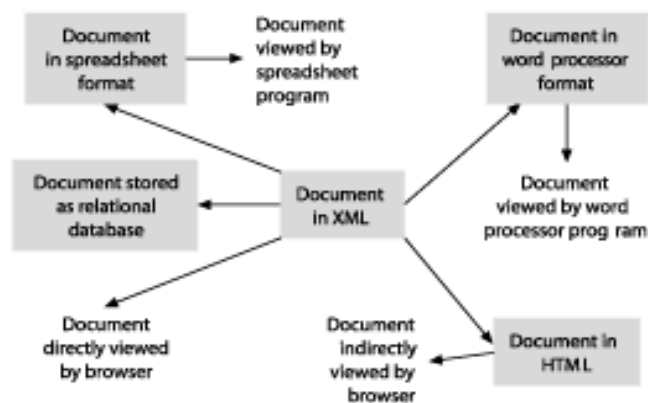 Document
in spreadsheet
format
Document
viewed by
spreadsheet
program
Document in
word processor
format
Document stored
as relational
database
Document
in XML
Document
viewed by word
processor prog ram
Document
directly viewed
by browser
Document
indirectly
viewed by
browser
Document in
HTML